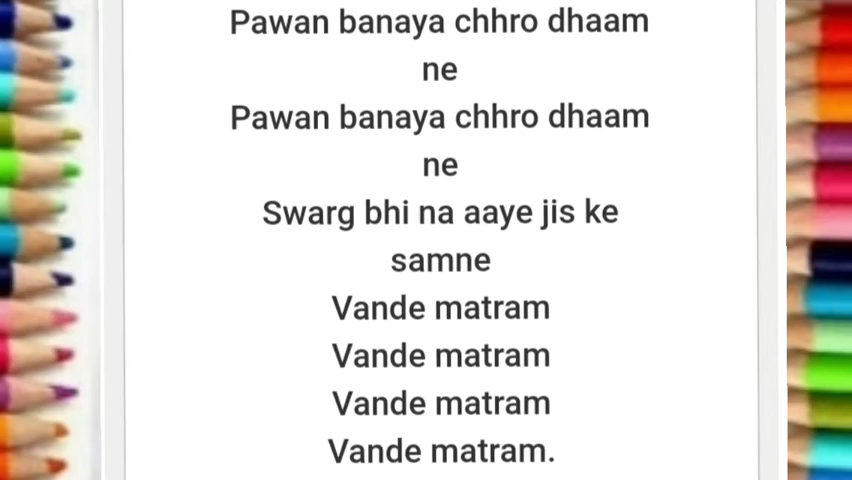 Pawan banaya chhro dhaam
ne
Pawan banaya chhro dhaam
ne
Swarg bhi na aaye jis ke
samne
Vande matram
Vande matram
Vande matram
Vande matram.